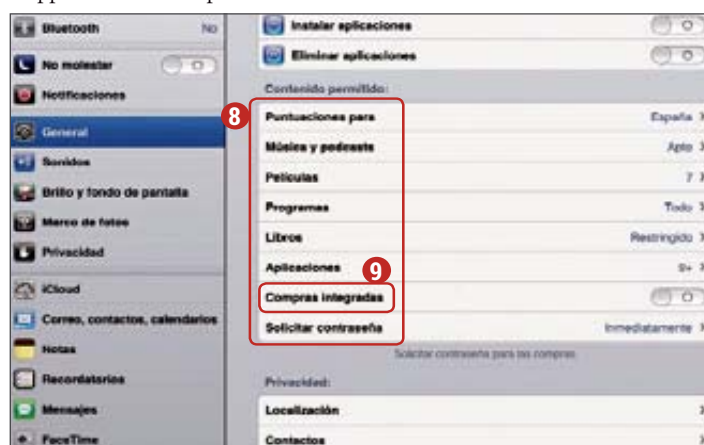 Bluetooth No
No molestar
Notificaciones
General
Sonidos
Brillo y fondo de pantalla
Marco de fotos
Privacidad
iCloud
Correo, contactos, calendarios
Notas
Recordatorios
Mensajes
FaceTime
Instalar aplicaciones
Eliminar aplicaciones
Contenido permitido:
8
Puntuaciones para España
Música y podcasts Apto
Películas 7
Programas Todo
Libros Restringido
Aplicaciones 9+
9
Compras integradas
Solicitar contraseña Inmediatamente
Solicitar contraseña para las compras
Privacidad:
Localización
Contactos